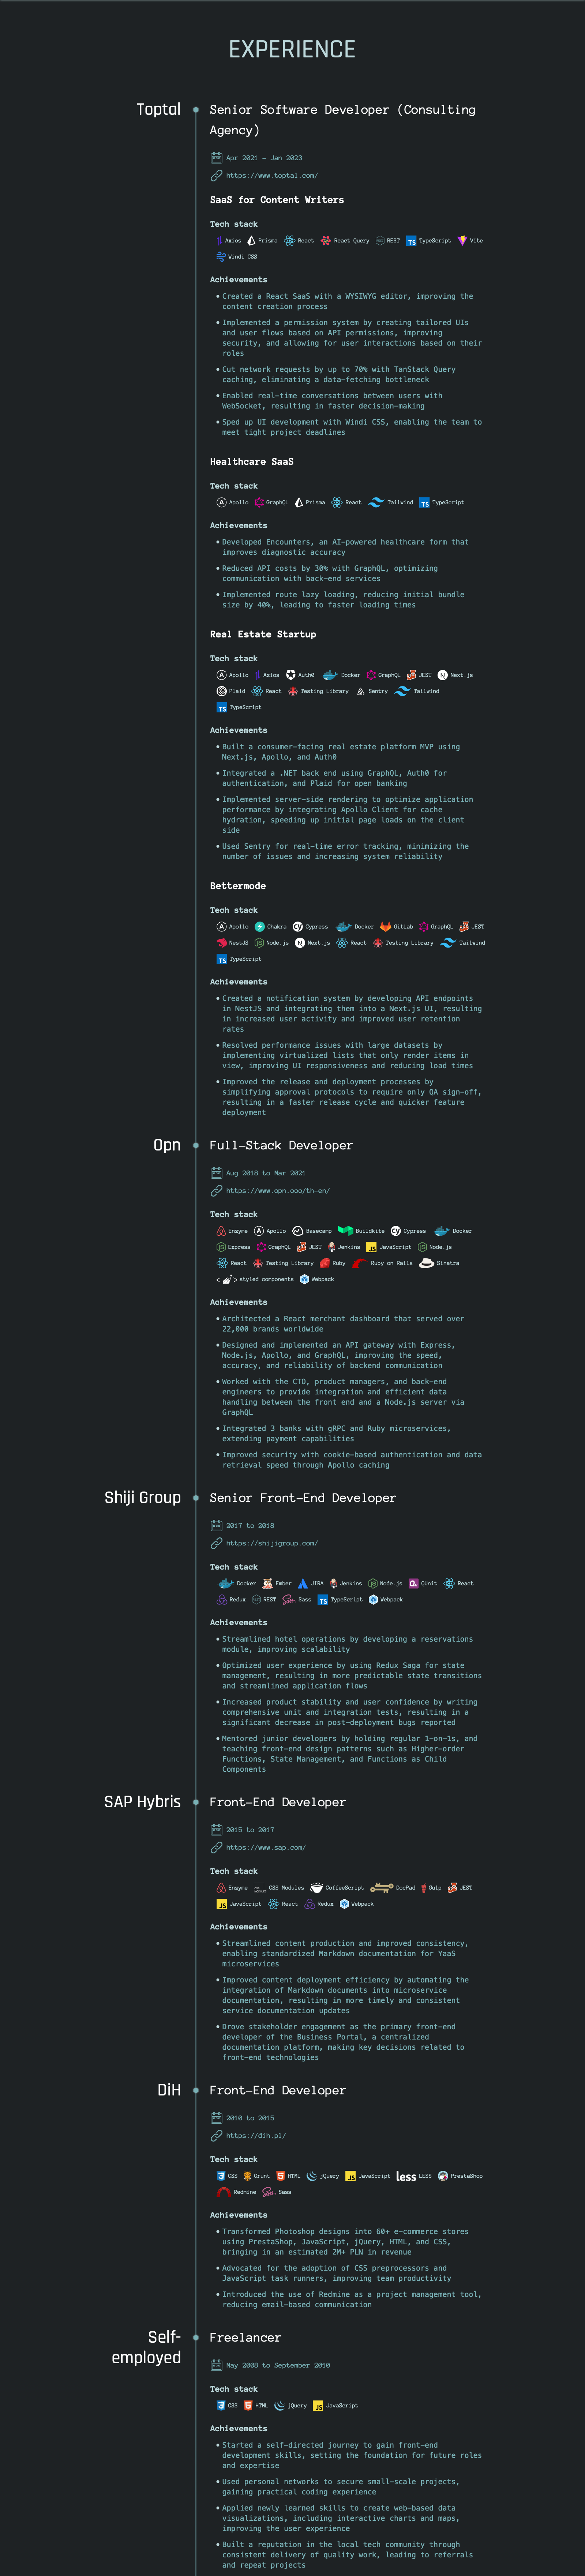 EXPERIENCE
Toptal
Senior Software Developer (Consulting
Agency)
Apr 2021 - Jan 2023
https://www.toptal.com/
SaaS for Content Writers
Tech stack
Axios Prisma React React Query REST TypeScript Vite
Windi CSS
Achievements
Created a React SaaS with a WYSIWYG editor, improving the
content creation process
Implemented a permission system by creating tailored UIs
and user flows based on API permissions, improving
security, and allowing for user interactions based on their
roles
Cut network requests by up to 70% with TanStack Query
caching, eliminating a data-fetching bottleneck
Enabled real-time conversations between users with
WebSocket, resulting in faster decision-making
Sped up UI development with Windi CSS, enabling the team to
meet tight project deadlines
Healthcare SaaS
Tech stack
Apollo GraphQL Prisma React Tailwind TypeScript
Achievements
Developed Encounters, an AI-powered healthcare form that
improves diagnostic accuracy
Reduced API costs by 30% with GraphQL, optimizing
communication with back-end services
Implemented route lazy loading, reducing initial bundle
size by 40%, leading to faster loading times
Real Estate Startup
Tech stack
Apollo Axios Auth0 Docker GraphQL JEST Next.js
Plaid React Testing Library Sentry Tailwind
TypeScript
Achievements
Built a consumer-facing real estate platform MVP using
Next.js, Apollo, and Auth0
Integrated a .NET back end using GraphQL, Auth0 for
authentication, and Plaid for open banking
Implemented server-side rendering to optimize application
performance by integrating Apollo Client for cache
hydration, speeding up initial page loads on the client
side
Used Sentry for real-time error tracking, minimizing the
number of issues and increasing system reliability
Bettermode
Tech stack
Apollo Chakra Cypress Docker GitLab GraphQL JEST
NestJS Node.js Next.js React Testing Library Tailwind
TypeScript
Achievements
Created a notification system by developing API endpoints
in NestJS and integrating them into a Next.js UI, resulting
in increased user activity and improved user retention
rates
Resolved performance issues with large datasets by
implementing virtualized lists that only render items in
view, improving UI responsiveness and reducing load times
Improved the release and deployment processes by
simplifying approval protocols to require only QA sign-off,
resulting in a faster release cycle and quicker feature
deployment
Opn
Full-Stack Developer
Aug 2018 to Mar 2021
https://www.opn.ooo/th-en/
Tech stack
Enzyme Apollo Basecamp Buildkite Cypress Docker
Express GraphQL JEST Jenkins JavaScript Node.js
React Testing Library Ruby Ruby on Rails Sinatra
styled components Webpack
Achievements
Architected a React merchant dashboard that served over
22,000 brands worldwide
Designed and implemented an API gateway with Express,
Node.js, Apollo, and GraphQL, improving the speed,
accuracy, and reliability of backend communication
Worked with the CTO, product managers, and back-end
engineers to provide integration and efficient data
handling between the front end and a Node.js server via
GraphQL
Integrated 3 banks with gRPC and Ruby microservices,
extending payment capabilities
Improved security with cookie-based authentication and data
retrieval speed through Apollo caching
Shiji Group
Senior Front-End Developer
2017 to 2018
https://shijigroup.com/
Tech stack
Docker Ember JIRA Jenkins Node.js QUnit React
Redux REST Sass TypeScript Webpack
Achievements
Streamlined hotel operations by developing a reservations
module, improving scalability
Optimized user experience by using Redux Saga for state
management, resulting in more predictable state transitions
and streamlined application flows
Increased product stability and user confidence by writing
comprehensive unit and integration tests, resulting in a
significant decrease in post-deployment bugs reported
Mentored junior developers by holding regular 1-on-1s, and
teaching front-end design patterns such as Higher-order
Functions, State Management, and Functions as Child
Components
SAP Hybris
Front-End Developer
2015 to 2017
https://www.sap.com/
Tech stack
Enzyme CSS Modules CoffeeScript DocPad Gulp JEST
JavaScript React Redux Webpack
Achievements
Streamlined content production and improved consistency,
enabling standardized Markdown documentation for YaaS
microservices
Improved content deployment efficiency by automating the
integration of Markdown documents into microservice
documentation, resulting in more timely and consistent
service documentation updates
Drove stakeholder engagement as the primary front-end
developer of the Business Portal, a centralized
documentation platform, making key decisions related to
front-end technologies
DiH
Front-End Developer
2010 to 2015
https://dih.pl/
Tech stack
CSS Grunt HTML jQuery JavaScript less LESS PrestaShop
Redmine Sass
Achievements
Transformed Photoshop designs into 60+ e-commerce stores
using PrestaShop, JavaScript, jQuery, HTML, and CSS,
bringing in an estimated 2M+ PLN in revenue
Advocated for the adoption of CSS preprocessors and
JavaScript task runners, improving team productivity
Introduced the use of Redmine as a project management tool,
reducing email-based communication
Self-
employed
Freelancer
May 2008 to September 2010
Tech stack
CSS HTML jQuery JavaScript
Achievements
Started a self-directed journey to gain front-end
development skills, setting the foundation for future roles
and expertise
Used personal networks to secure small-scale projects,
gaining practical coding experience
Applied newly learned skills to create web-based data
visualizations, including interactive charts and maps,
improving the user experience
Built a reputation in the local tech community through
consistent delivery of quality work, leading to referrals
and repeat projects